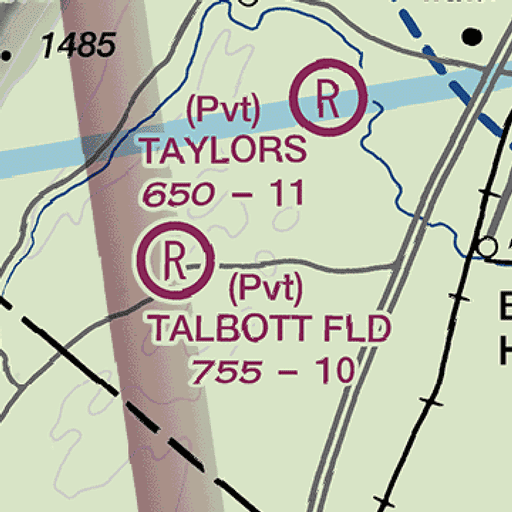 1485
R
(Pvt)
TAYLORS
650 – 11
R
(Pvt)
TALBOTT FLD
755 – 10